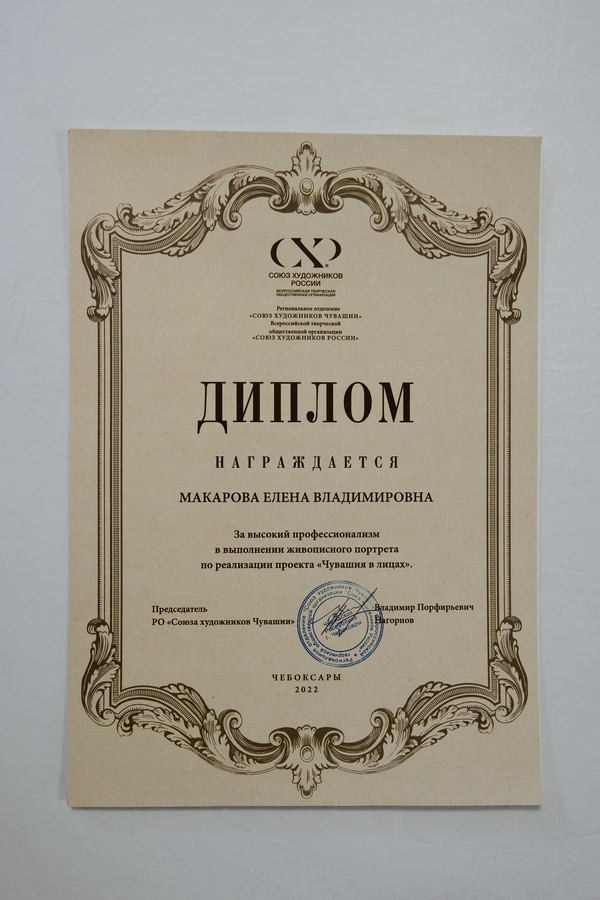 СХ
СОЮЗ ХУДОЖНИКОВ
РОССИИ
ВСЕРОССИЙСКАЯ ТВОРЧЕСКАЯ
ОБЩЕСТВЕННАЯ ОРГАНИЗАЦИЯ
Региональное отделение
«СОЮЗ ХУДОЖНИКОВ ЧУВАШИИ»
Всероссийской творческой
общественной организации
«СОЮЗ ХУДОЖНИКОВ РОССИИ»
ДИПЛОМ
НАГРАЖДАЕТСЯ
МАКАРОВА ЕЛЕНА ВЛАДИМИРОВНА
За высокий профессионализм
в выполнении живописного портрета
по реализации проекта «Чувашия в лицах».
Председатель
РО «Союза художников Чувашии»
Владимир Порфирьевич
Нагорнов
г. Чебоксары
ЧЕБОКСАРЫ
2022